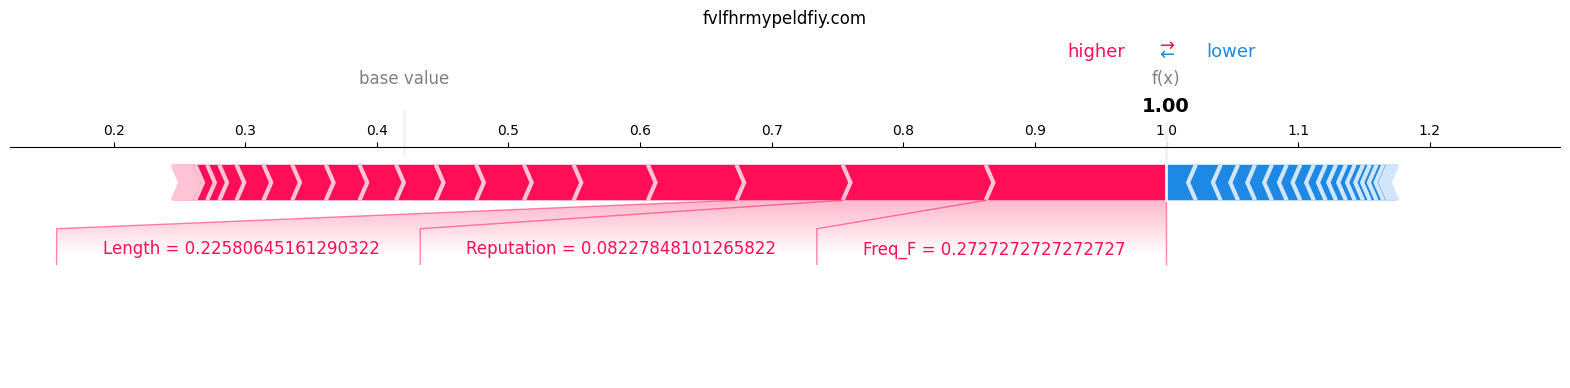 fvlfhrmypeldfiy.com
higher ⇄ lower
base value f(x)
1.00
0.2 0.3 0.4 0.5 0.6 0.7 0.8 0.9 1.0 1.1 1.2
Length = 0.22580645161290322 Reputation = 0.08227848101265822 Freq_F = 0.2727272727272727